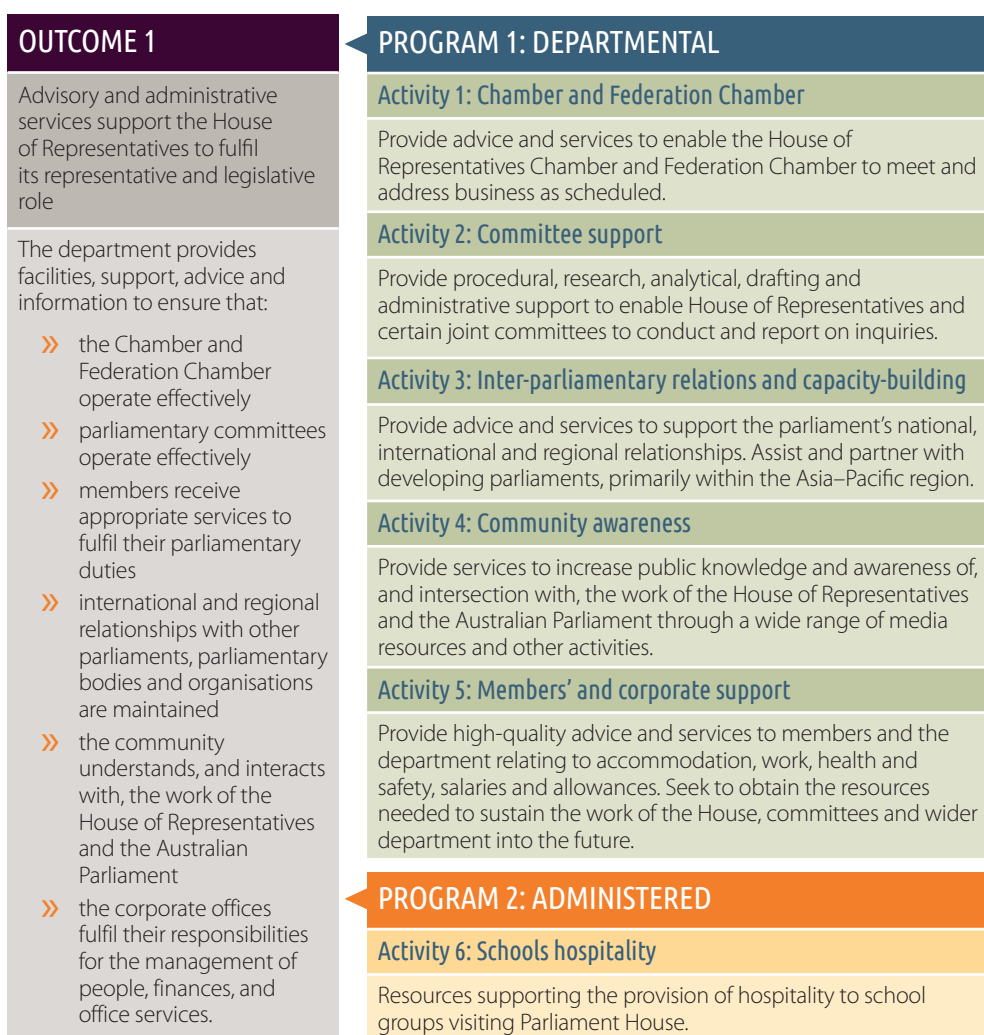 OUTCOME 1
Advisory and administrative
services support the House
of Representatives to fulfil
its representative and legislative
role
The department provides
facilities, support, advice and
information to ensure that:
» the Chamber and
Federation Chamber
operate effectively
» parliamentary committees
operate effectively
» members receive
appropriate services to
fulfil their parliamentary
duties
» international and regional
relationships with other
parliaments, parliamentary
bodies and organisations
are maintained
» the community
understands, and interacts
with, the work of the
House of Representatives
and the Australian
Parliament
» the corporate offices
fulfil their responsibilities
for the management of
people, finances, and
office services.
PROGRAM 1: DEPARTMENTAL
Activity 1: Chamber and Federation Chamber
Provide advice and services to enable the House of
Representatives Chamber and Federation Chamber to meet and
address business as scheduled.
Activity 2: Committee support
Provide procedural, research, analytical, drafting and
administrative support to enable House of Representatives and
certain joint committees to conduct and report on inquiries.
Activity 3: Inter-parliamentary relations and capacity-building
Provide advice and services to support the parliament’s national,
international and regional relationships. Assist and partner with
developing parliaments, primarily within the Asia–Pacific region.
Activity 4: Community awareness
Provide services to increase public knowledge and awareness of,
and intersection with, the work of the House of Representatives
and the Australian Parliament through a wide range of media
resources and other activities.
Activity 5: Members’ and corporate support
Provide high-quality advice and services to members and the
department relating to accommodation, work, health and
safety, salaries and allowances. Seek to obtain the resources
needed to sustain the work of the House, committees and wider
department into the future.
PROGRAM 2: ADMINISTERED
Activity 6: Schools hospitality
Resources supporting the provision of hospitality to school
groups visiting Parliament House.